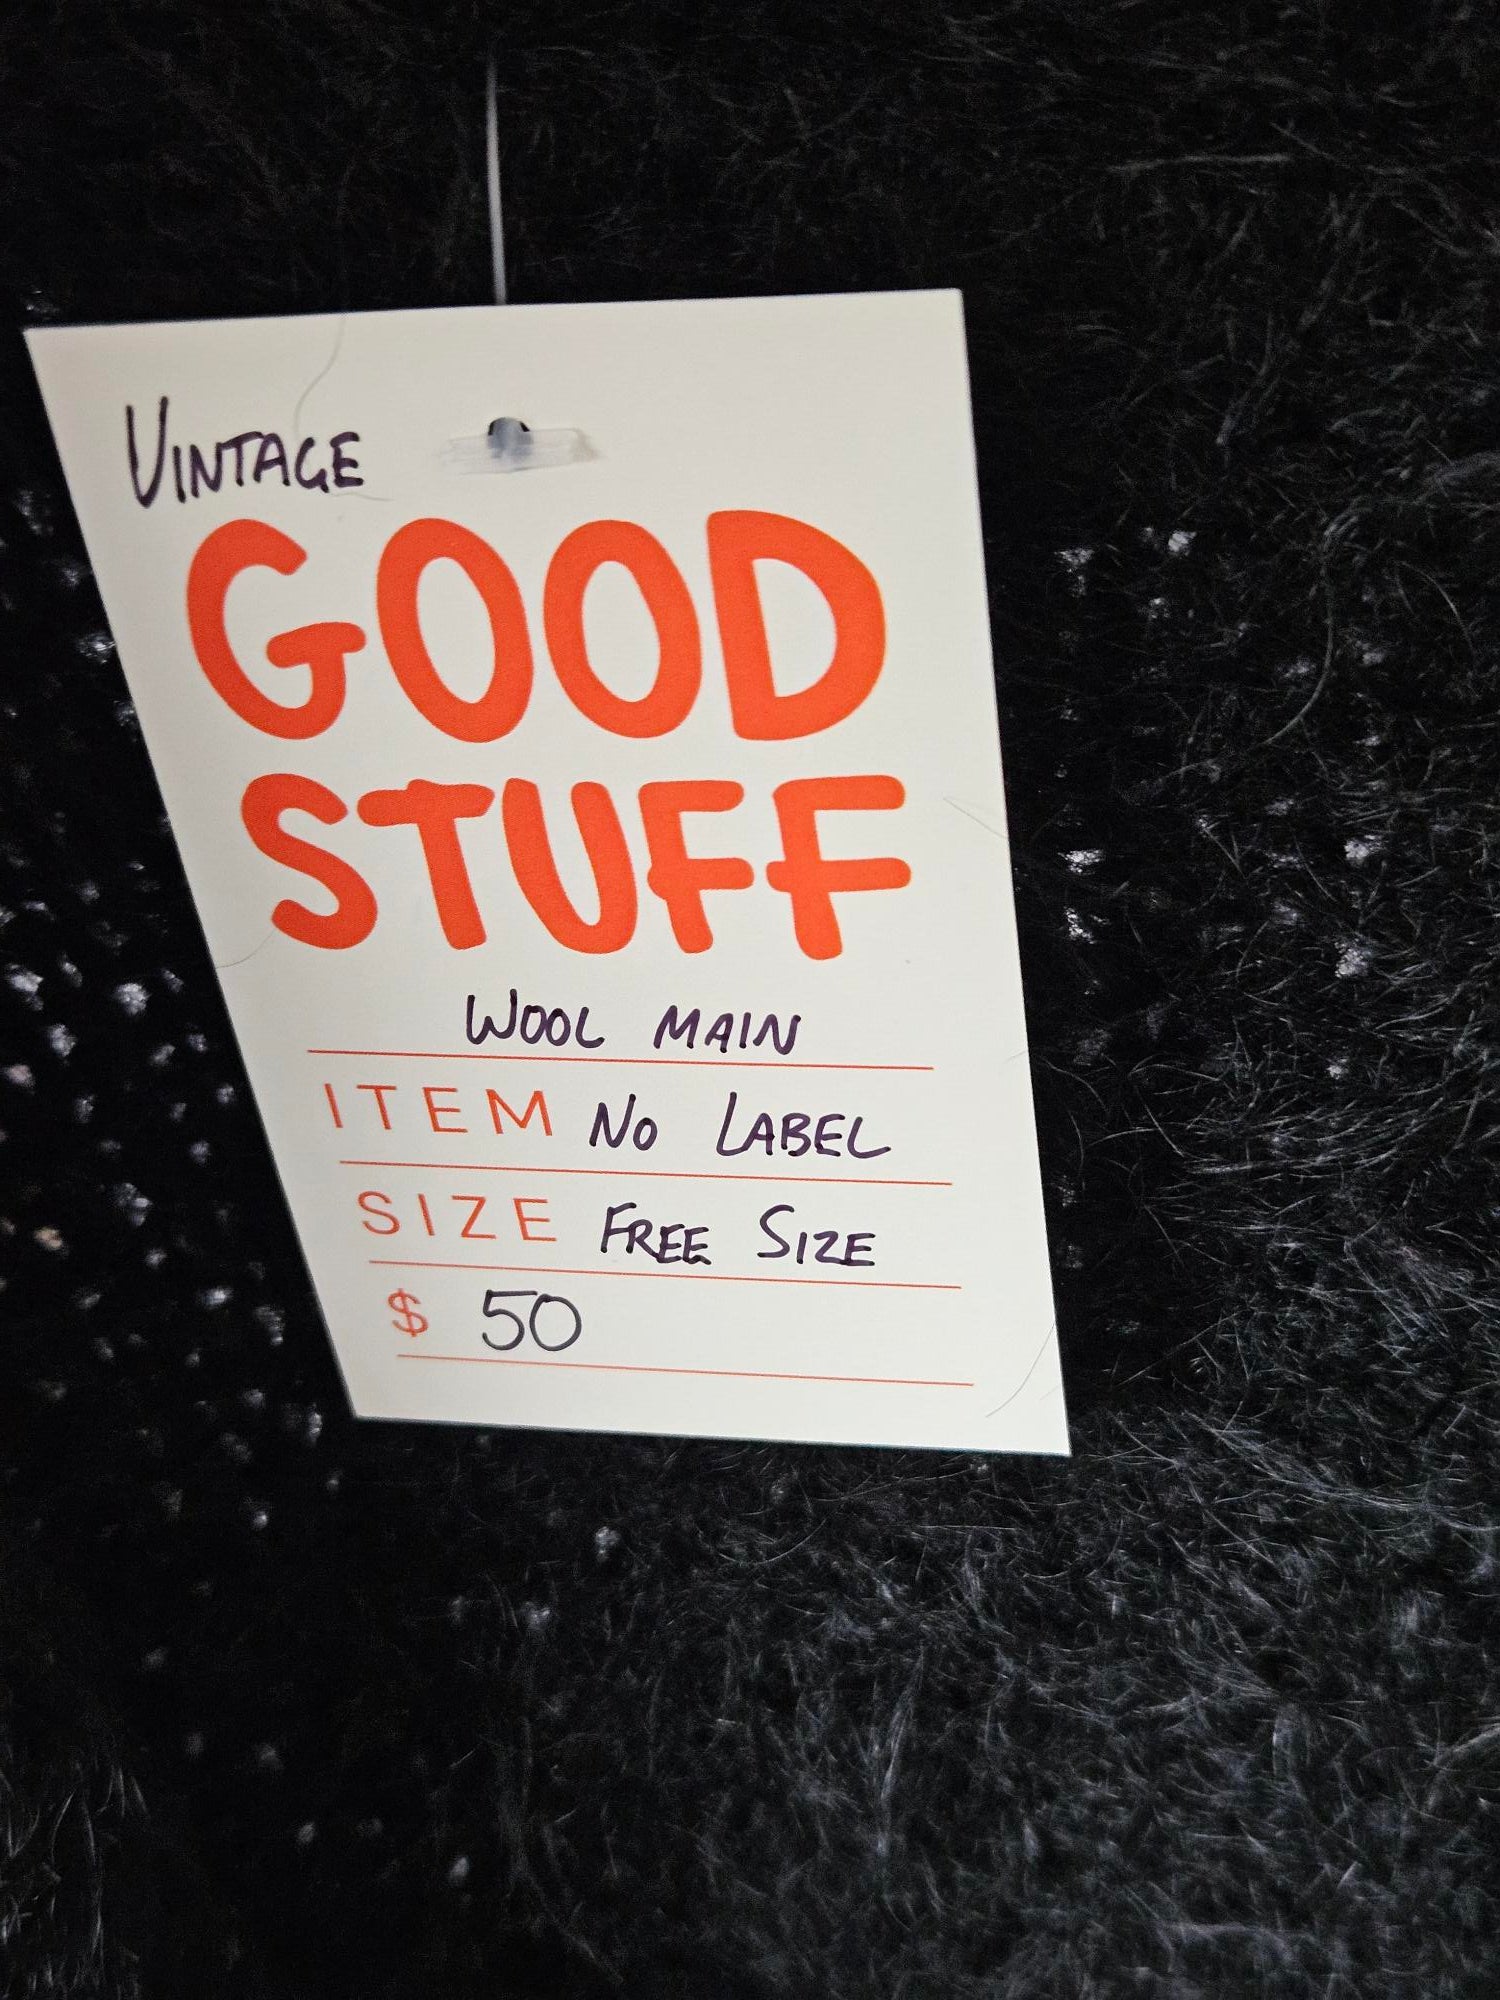 VINTAGE
GOOD
STUFF
WOOL MAIN
ITEM NO LABEL
SIZE FREE SIZE
$ 50